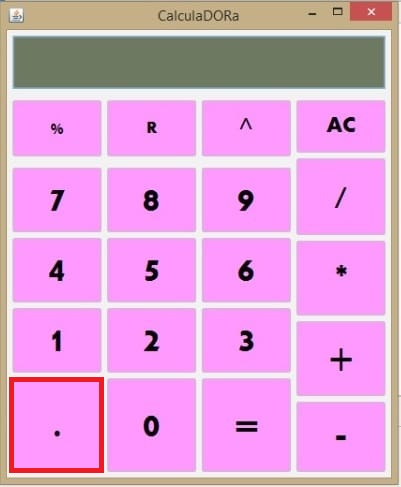 CalculaDORa
% R ^ AC
7 8 9 /
4 5 6 *
1 2 3 +
. 0 = -